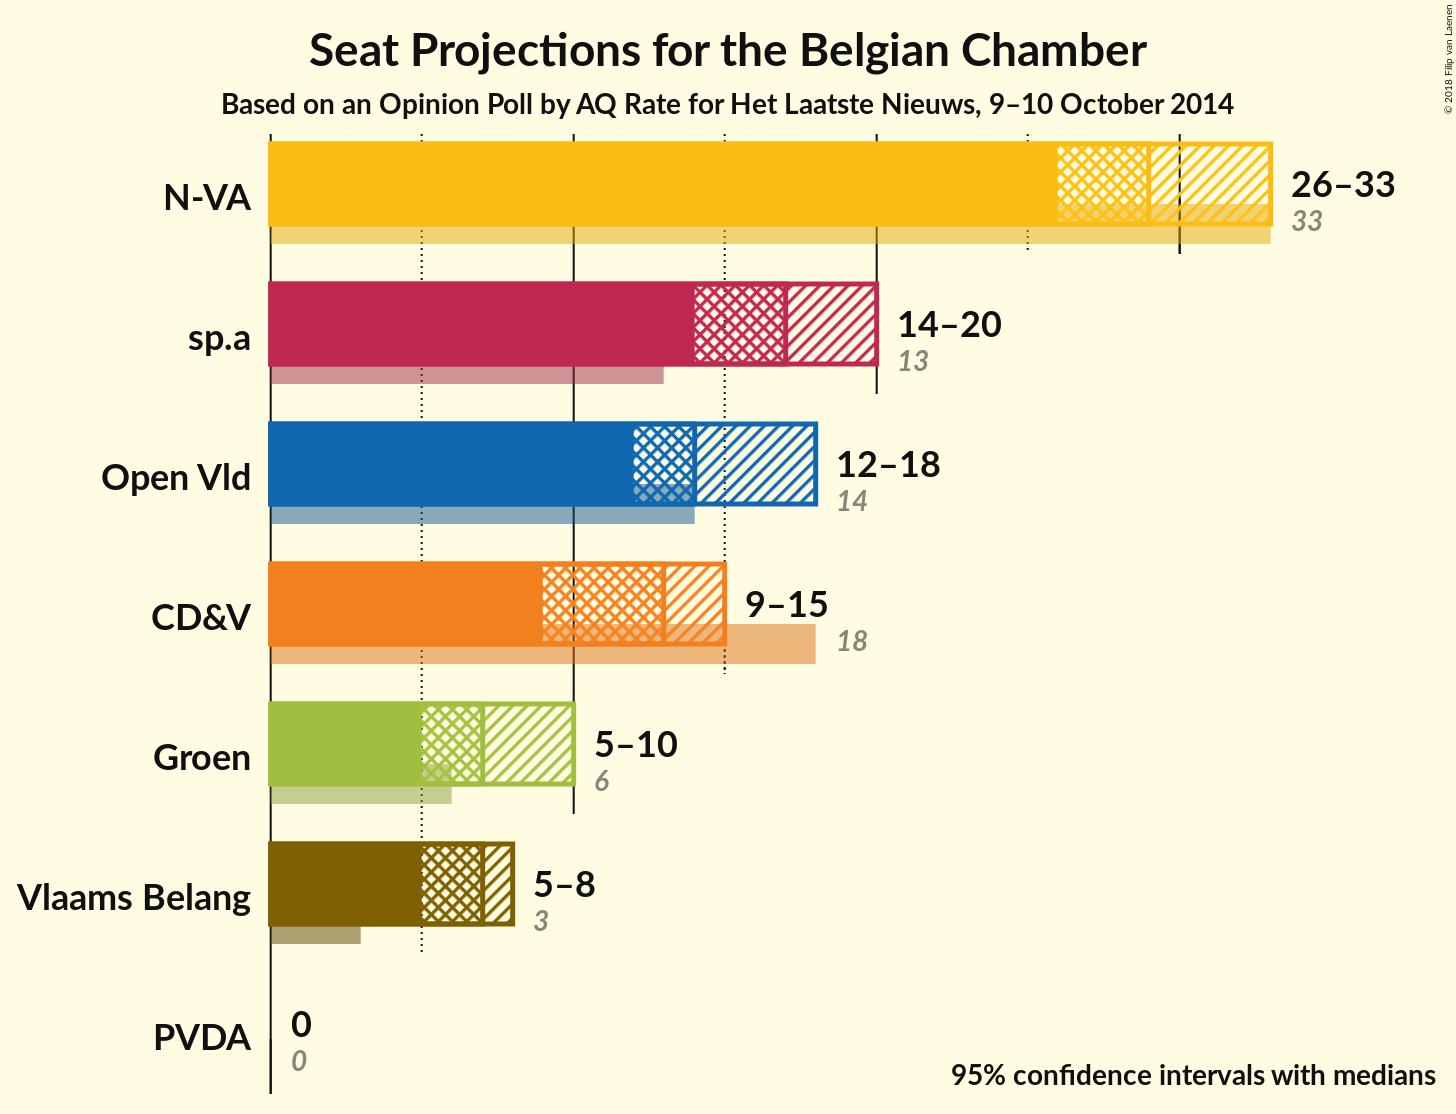 Seat Projections for the Belgian Chamber
Based on an Opinion Poll by AQ Rate for Het Laatste Nieuws, 9–10 October 2014
© 2018 Filip van Laenen
N-VA
26–33
33
sp.a
14–20
13
Open Vld
12–18
14
CD&V
9–15
18
Groen
5–10
6
Vlaams Belang
5–8
3
PVDA
0
0
95% confidence intervals with medians